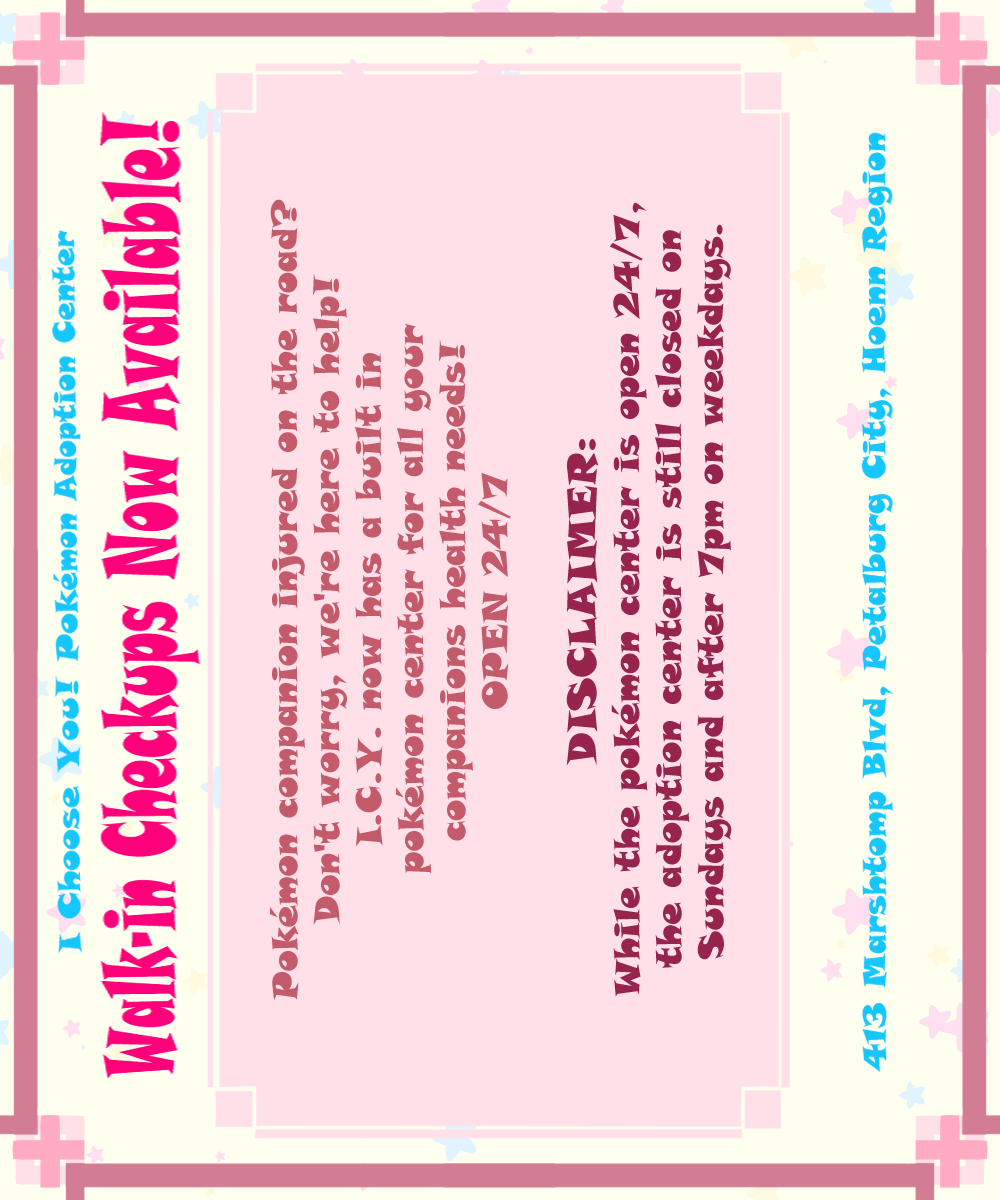 I Choose You! Pokémon Adoption Center
Walk-in Checkups Now Available!
Pokémon companion injured on the road?
Don't worry, we're here to help!
I.C.Y. now has a built in
pokémon center for all your
companions health needs!
OPEN 24/7
DISCLAIMER:
While the pokémon center is open 24/7,
the adoption center is still closed on
Sundays and after 7pm on weekdays.
413 Marshtomp Blvd, Petalburg City, Hoenn Region